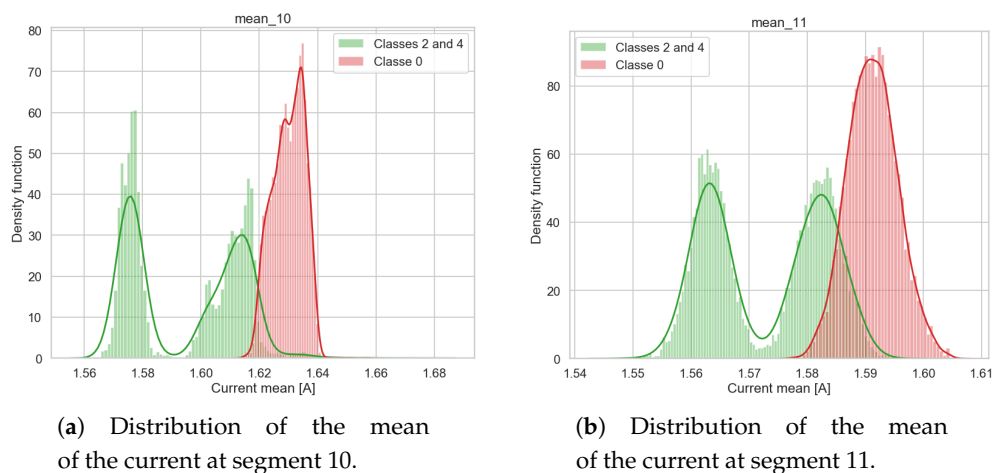 mean_10
80
70
60
50
40
30
20
10
0
Density function
1.56 1.58 1.60 1.62 1.64 1.66 1.68
Current mean [A]
Classes 2 and 4
Classe 0
(a) Distribution of the mean
of the current at segment 10.
mean_11
80
60
40
20
0
Density function
1.54 1.55 1.56 1.57 1.58 1.59 1.60 1.61
Current mean [A]
Classes 2 and 4
Classe 0
(b) Distribution of the mean
of the current at segment 11.